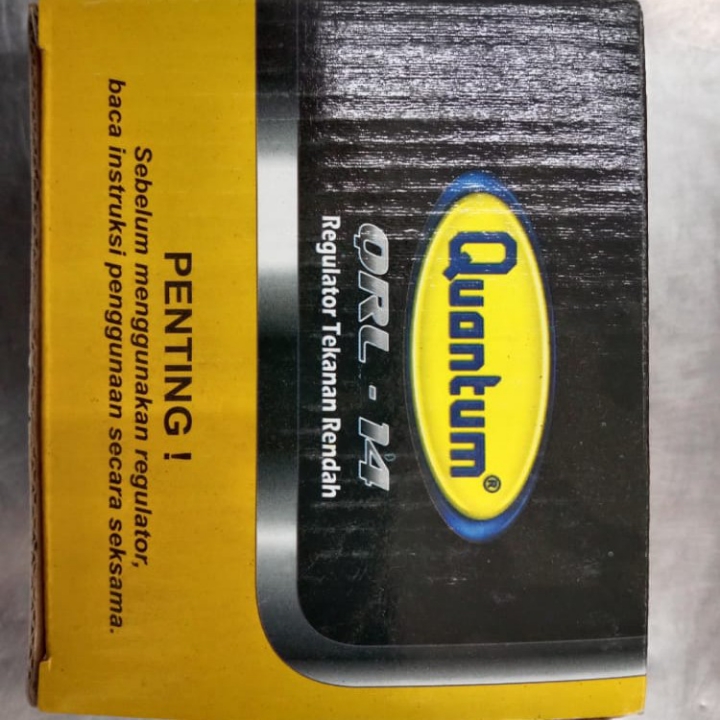 Quantum®
QRL - 14
Regulator Tekanan Rendah
PENTING !
Sebelum menggunakan regulator,
baca instruksi penggunaan secara seksama.